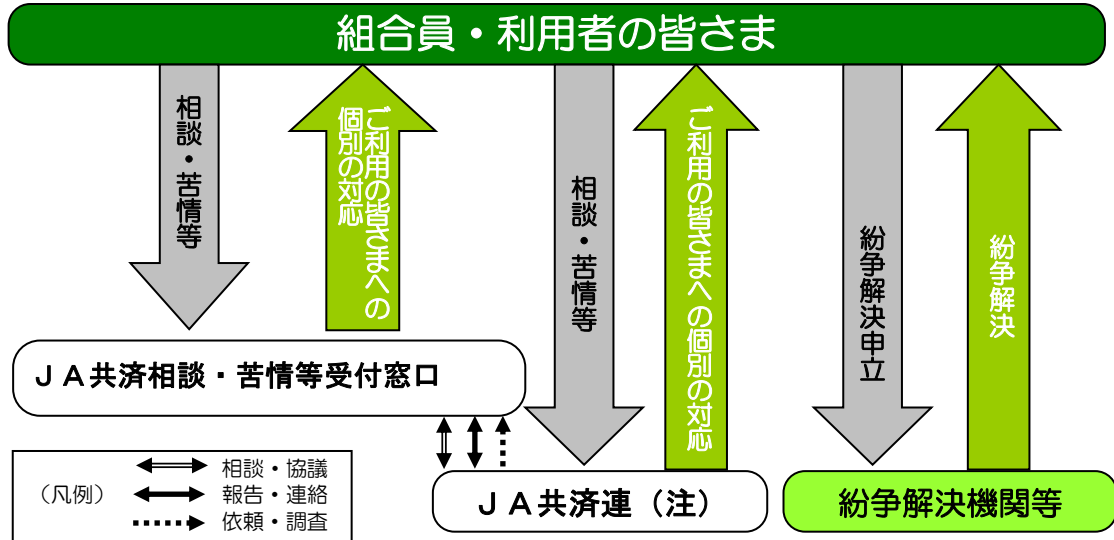 組合員・利用者の皆さま
相談・苦情等
ご利用の皆さまへの
個別の対応
相談・苦情等
ご利用の皆さまへの個別の対応
紛争解決申立
紛争解決
ＪＡ共済相談・苦情等受付窓口
（凡例）
相談・協議
報告・連絡
依頼・調査
ＪＡ共済連（注）
紛争解決機関等